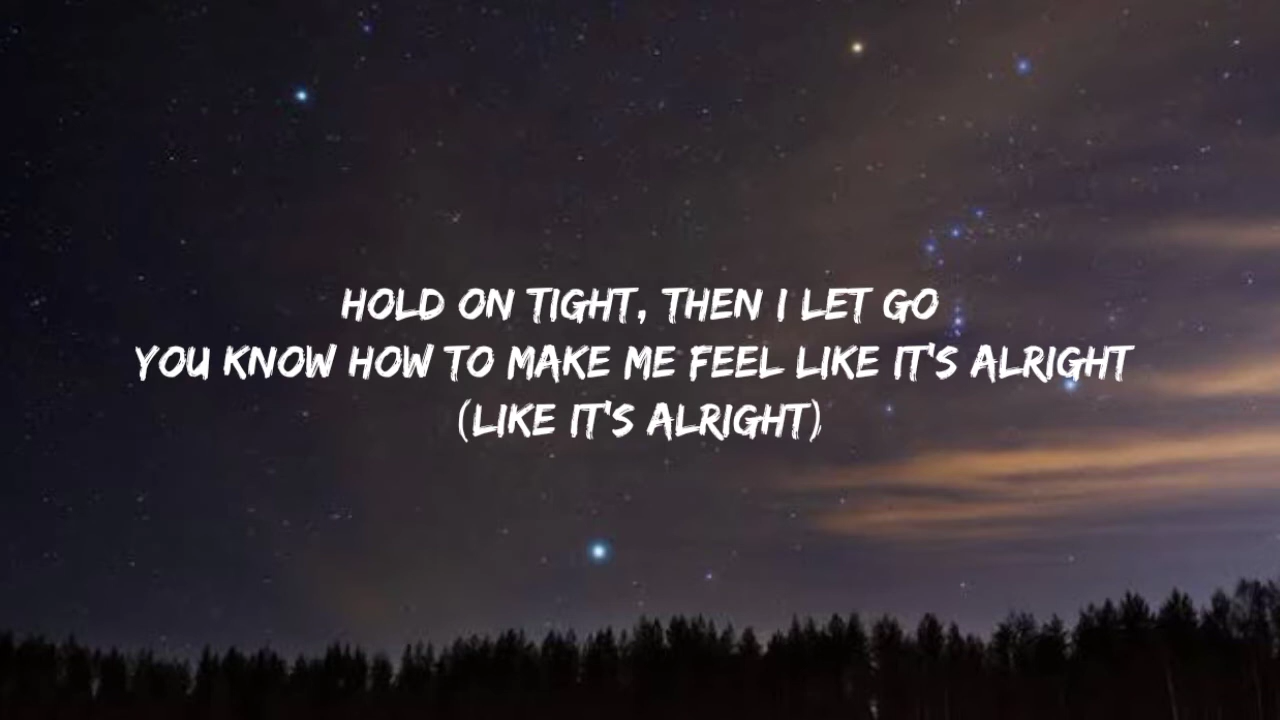 HOLD ON TIGHT, THEN I LET GO
YOU KNOW HOW TO MAKE ME FEEL LIKE IT'S ALRIGHT
(LIKE IT'S ALRIGHT)